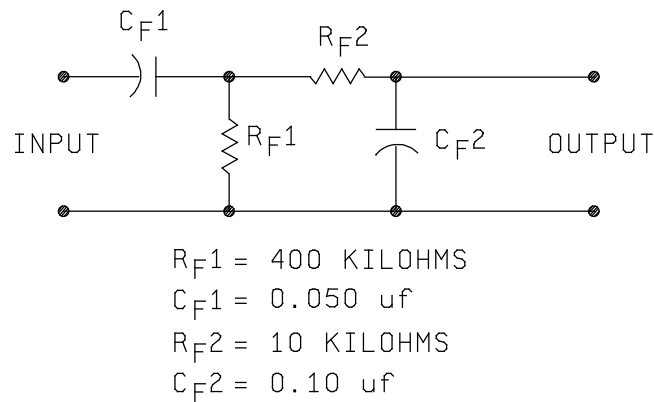 CF1
RF2
INPUT
RF1
CF2
OUTPUT
RF1 = 400 KILOHMS
CF1 = 0.050 uf
RF2 = 10 KILOHMS
CF2 = 0.10 uf